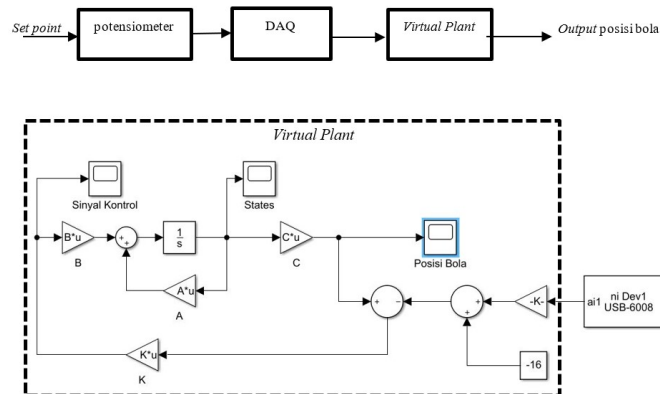 Set point
potensiometer
DAQ
Virtual Plant
Output posisi bola
Virtual Plant
Sinyal Kontrol
States
B*u
B
+
+
1
s
C*u
C
Posisi Bola
A*u
A
+
−
+
+
-K-
ai1
ni Dev1
USB-6008
K*u
K
-16